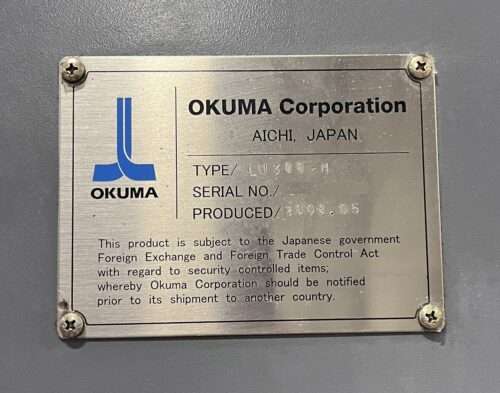 OKUMA
OKUMA Corporation
AICHI, JAPAN
TYPE/ LU300-M
SERIAL NO./
PRODUCED/
This product is subject to the Japanese government
Foreign Exchange and Foreign Trade Control Act
with regard to security controlled items;
whereby Okuma Corporation should be notified
prior to its shipment to another country.